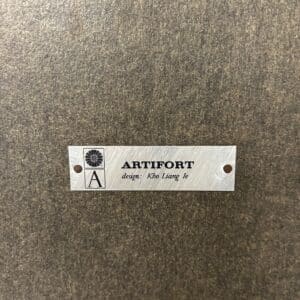 A
ARTIFORT
design: Kho Liang Ie